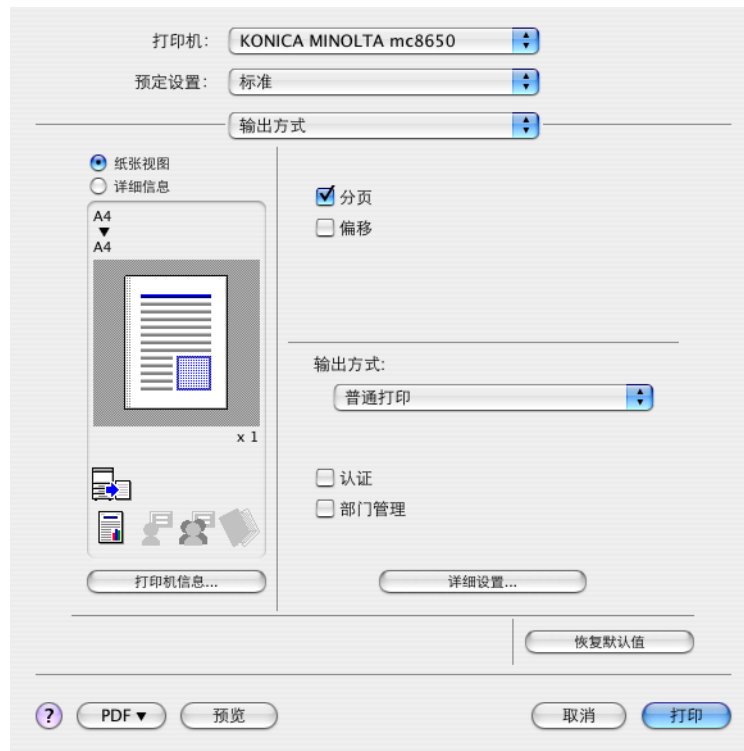 打印机: KONICA MINOLTA mc8650
预定设置: 标准
输出方式
纸张视图
详细信息
A4
▼
A4
x 1
打印机信息...
分页
偏移
输出方式:
普通打印
认证
部门管理
详细设置...
恢复默认值
? PDF ▼ 预览 取消 打印